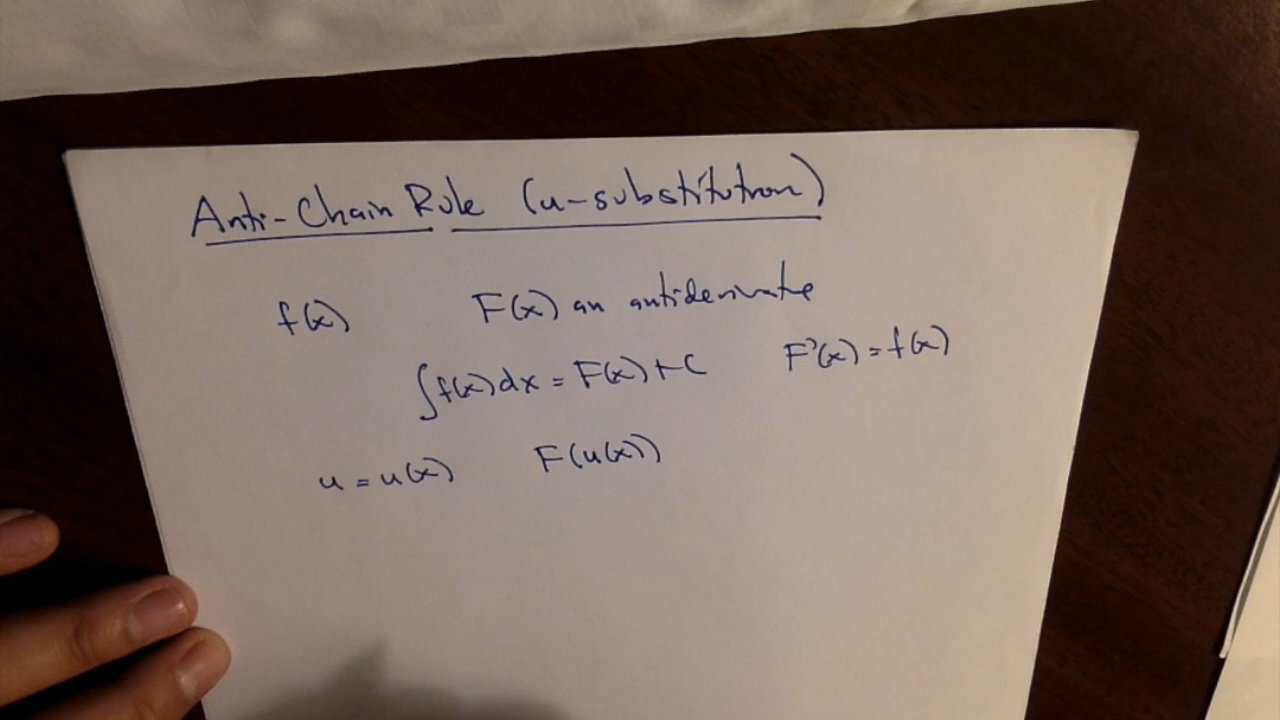 Anti-Chain Rule (u-substitution)
f(x) F(x) an antiderivative
∫f(x)dx = F(x)+C F'(x) = f(x)
u = u(x) F(u(x))